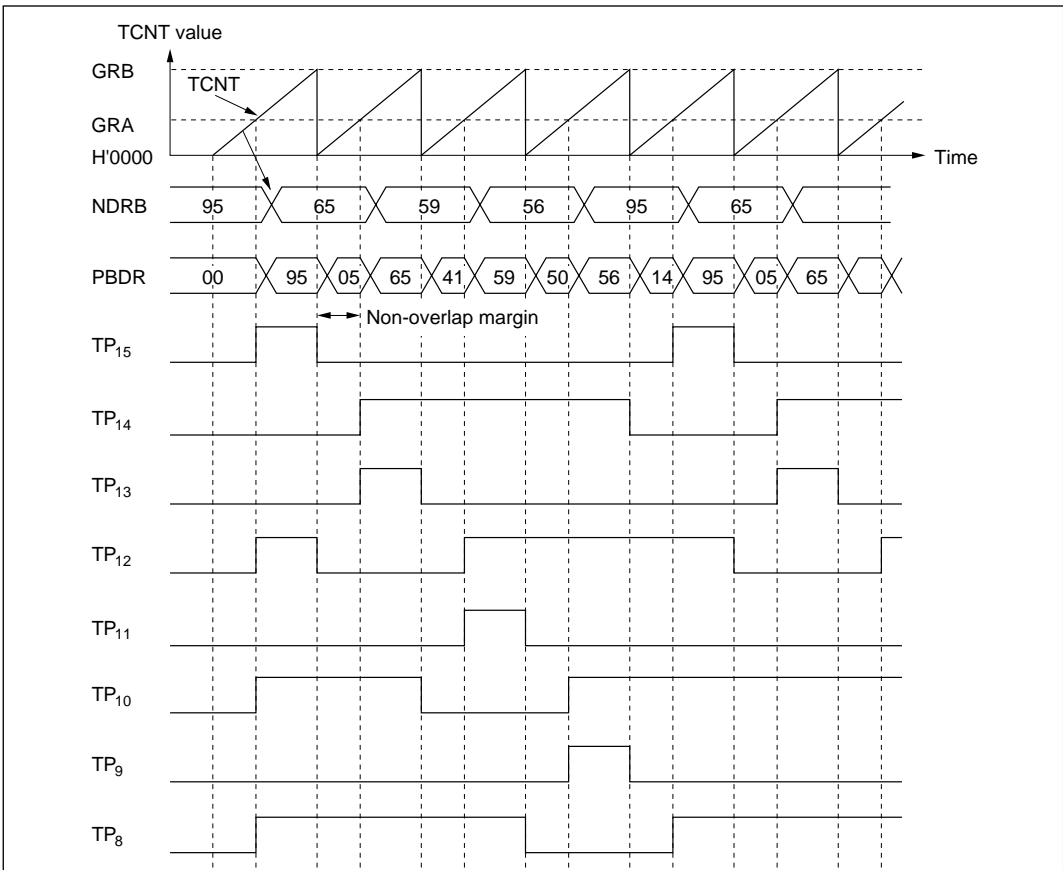 TCNT value
GRB
TCNT
GRA
H'0000
Time
NDRB 95 65 59 56 95 65
PBDR 00 95 05 65 41 59 50 56 14 95 05 65
Non-overlap margin
TP15
TP14
TP13
TP12
TP11
TP10
TP9
TP8